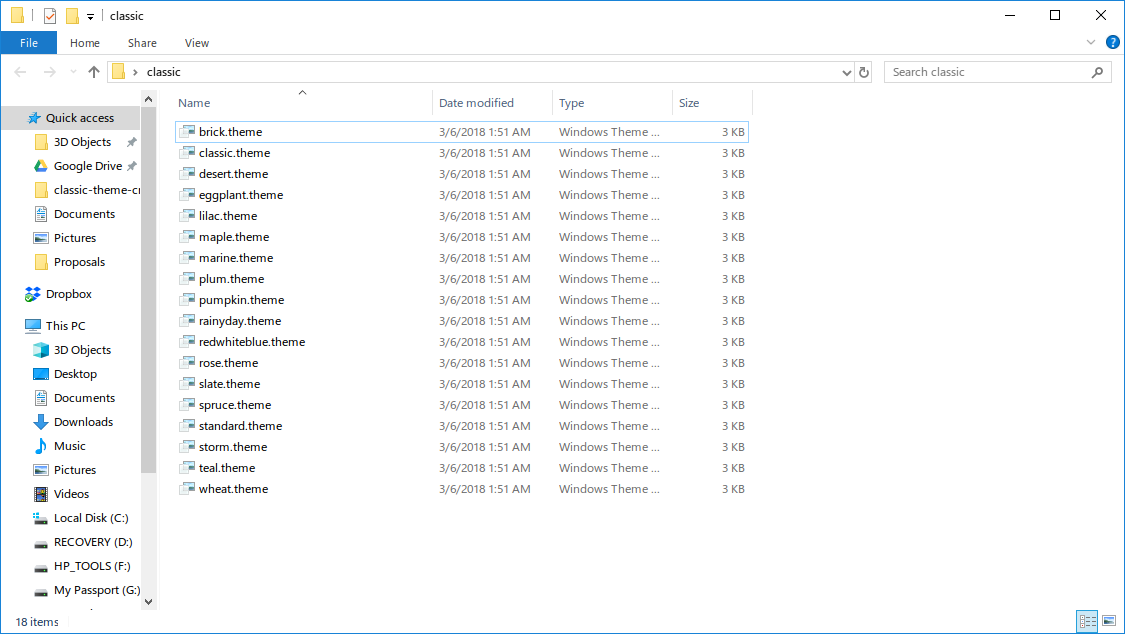 classic
File Home Share View
classic
Search classic
Quick access
3D Objects
Google Drive
classic-theme-cr
Documents
Pictures
Proposals
Dropbox
This PC
3D Objects
Desktop
Documents
Downloads
Music
Pictures
Videos
Local Disk (C:)
RECOVERY (D:)
HP_TOOLS (F:)
My Passport (G:)
Name Date modified Type Size
brick.theme 3/6/2018 1:51 AM Windows Theme ... 3 KB
classic.theme 3/6/2018 1:51 AM Windows Theme ... 3 KB
desert.theme 3/6/2018 1:51 AM Windows Theme ... 3 KB
eggplant.theme 3/6/2018 1:51 AM Windows Theme ... 3 KB
lilac.theme 3/6/2018 1:51 AM Windows Theme ... 3 KB
maple.theme 3/6/2018 1:51 AM Windows Theme ... 3 KB
marine.theme 3/6/2018 1:51 AM Windows Theme ... 3 KB
plum.theme 3/6/2018 1:51 AM Windows Theme ... 3 KB
pumpkin.theme 3/6/2018 1:51 AM Windows Theme ... 3 KB
rainyday.theme 3/6/2018 1:51 AM Windows Theme ... 3 KB
redwhiteblue.theme 3/6/2018 1:51 AM Windows Theme ... 3 KB
rose.theme 3/6/2018 1:51 AM Windows Theme ... 3 KB
slate.theme 3/6/2018 1:51 AM Windows Theme ... 3 KB
spruce.theme 3/6/2018 1:51 AM Windows Theme ... 3 KB
standard.theme 3/6/2018 1:51 AM Windows Theme ... 3 KB
storm.theme 3/6/2018 1:51 AM Windows Theme ... 3 KB
teal.theme 3/6/2018 1:51 AM Windows Theme ... 3 KB
wheat.theme 3/6/2018 1:51 AM Windows Theme ... 3 KB
18 items